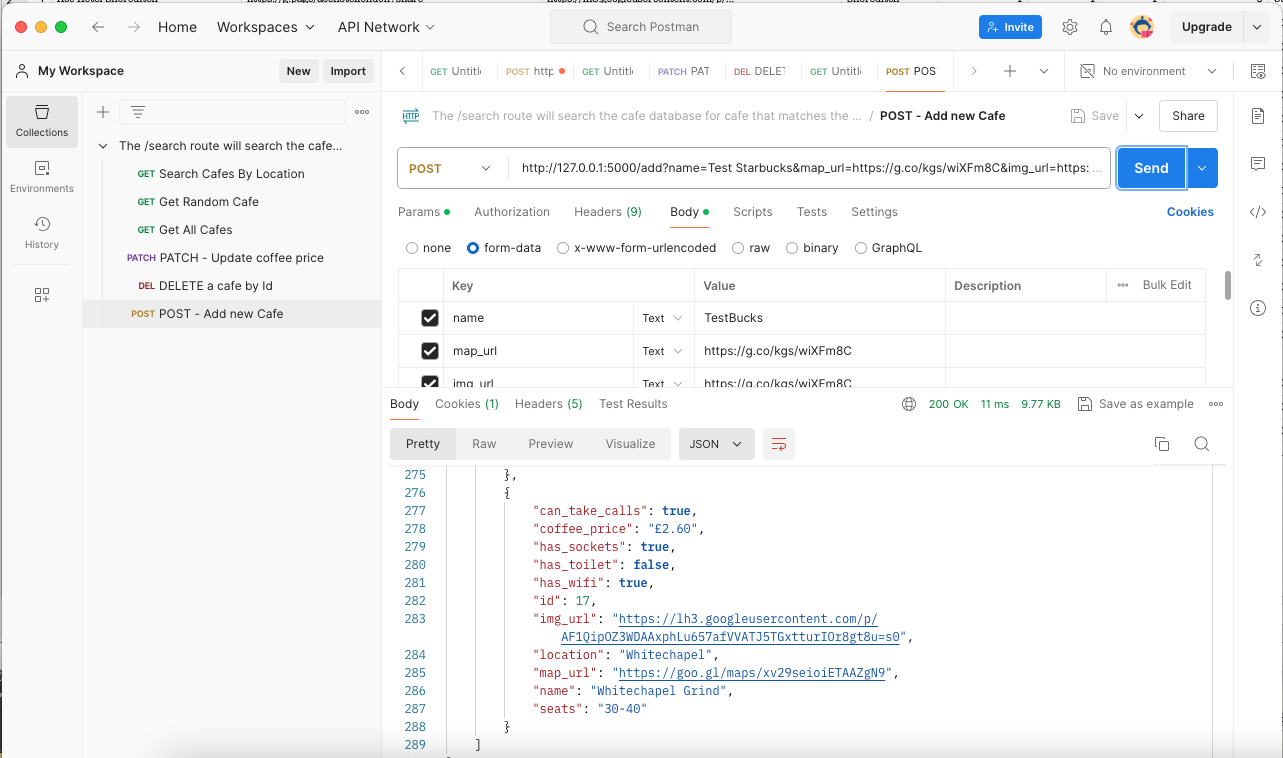 Home Workspaces API Network Search Postman Invite Upgrade
My Workspace New Import GET Untitl POST http GET Untitl PATCH PAT DEL DELET GET Untitl POST POS No environment
Collections
Environments
History
The /search route will search the cafe...
GET Search Cafes By Location
GET Get Random Cafe
GET Get All Cafes
PATCH PATCH - Update coffee price
DEL DELETE a cafe by Id
POST POST - Add new Cafe
HTTP The /search route will search the cafe database for cafe that matches the ... / POST - Add new Cafe Save Share
POST http://127.0.0.1:5000/add?name=Test Starbucks&map_url=https://g.co/kgs/wiXFm8C&img_url=https: ... Send
Params Authorization Headers (9) Body Scripts Tests Settings Cookies
none form-data x-www-form-urlencoded raw binary GraphQL
Key Value Description Bulk Edit
name Text TestBucks
map_url Text https://g.co/kgs/wiXFm8C
img_url Text https://g.co/kgs/wiXFm8C
Body Cookies (1) Headers (5) Test Results 200 OK 11 ms 9.77 KB Save as example
Pretty Raw Preview Visualize JSON
275 },
276 {
277 "can_take_calls": true,
278 "coffee_price": "£2.60",
279 "has_sockets": true,
280 "has_toilet": false,
281 "has_wifi": true,
282 "id": 17,
283 "img_url": "https://lh3.googleusercontent.com/p/
AF1QipOZ3WDAAxphLu657afVVATJ5TGxtturIOr8gt8u=s0",
284 "location": "Whitechapel",
285 "map_url": "https://goo.gl/maps/xv29seioiETAAZgN9",
286 "name": "Whitechapel Grind",
287 "seats": "30-40"
288 }
289 ]